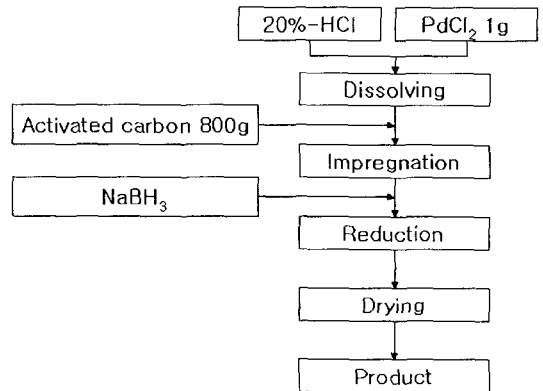 20%-HCl
PdCl₂ 1g
Dissolving
Activated carbon 800g
Impregnation
NaBH₃
Reduction
Drying
Product